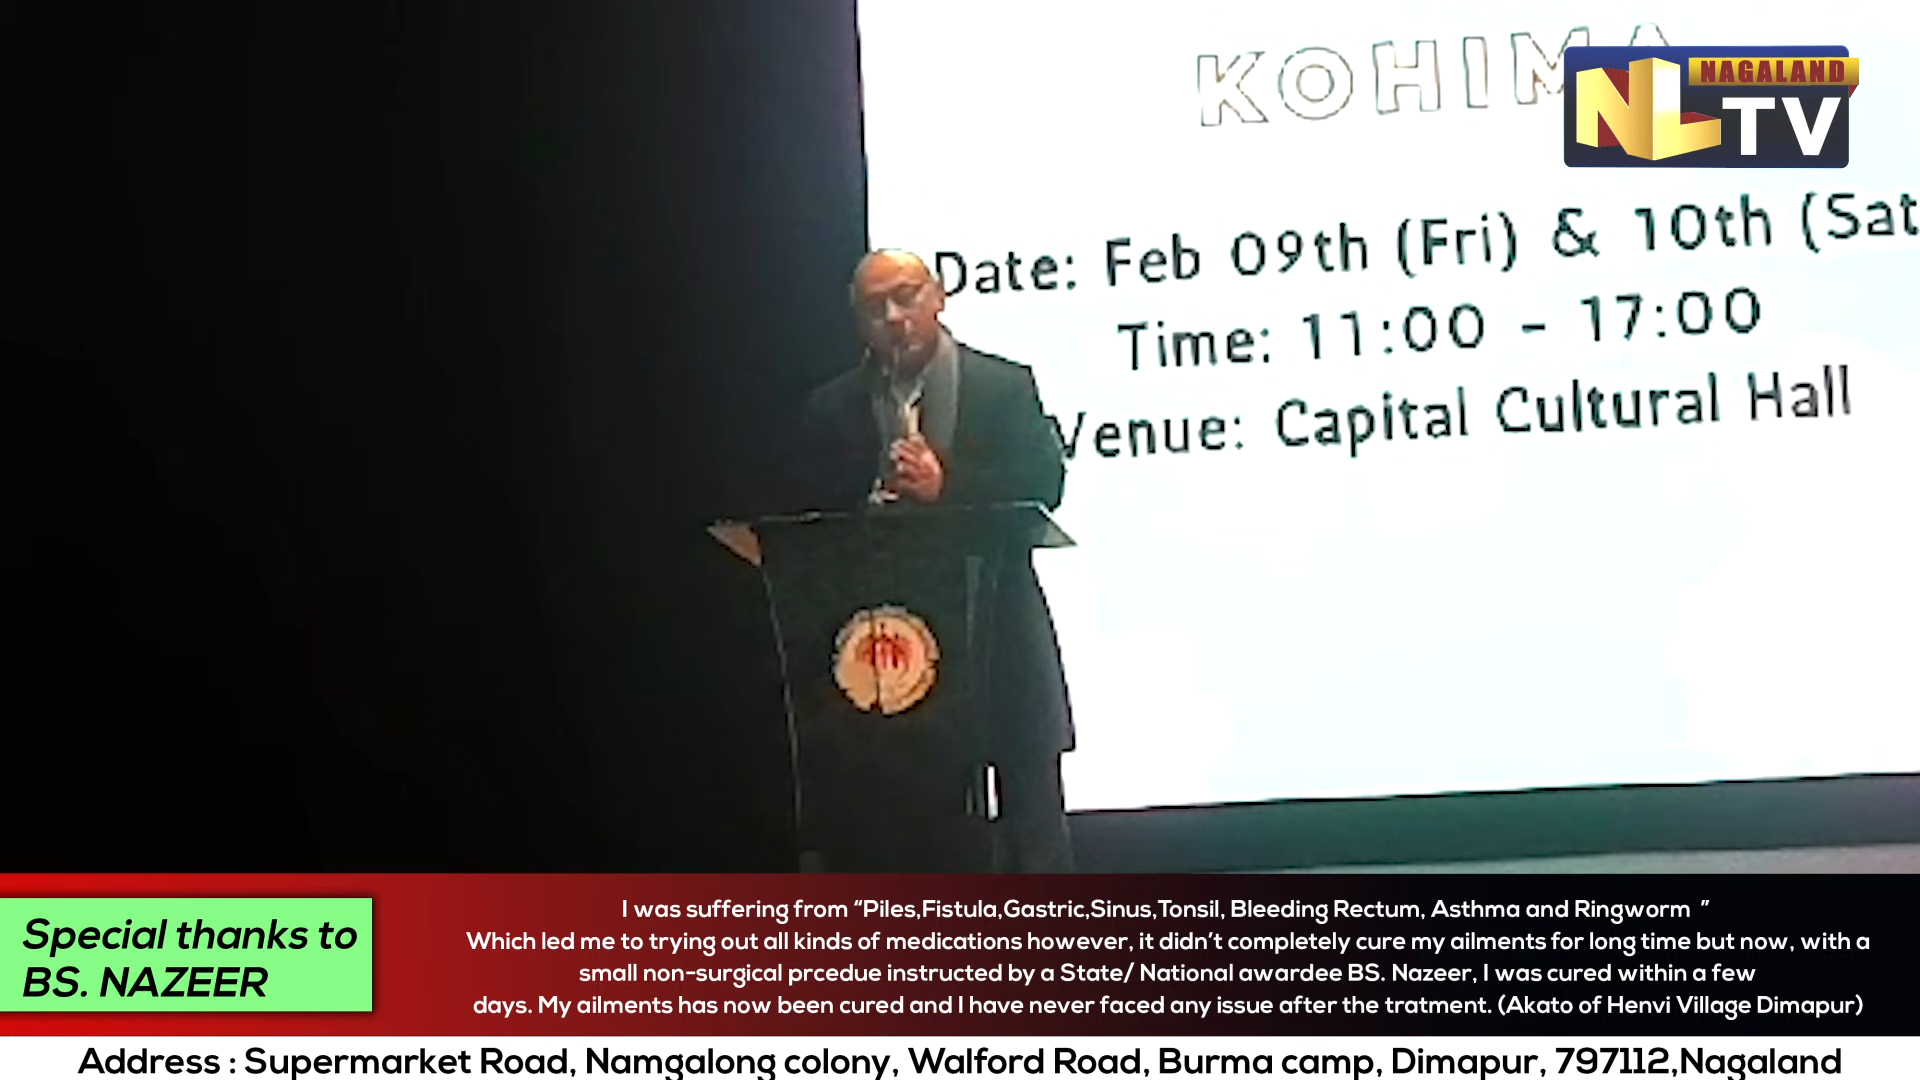 KOHIMA
NAGALAND
NL TV
Date: Feb 09th (Fri) & 10th (Sat
Time: 11:00 - 17:00
Venue: Capital Cultural Hall
Special thanks to
BS. NAZEER
I was suffering from “Piles,Fistula,Gastric,Sinus,Tonsil, Bleeding Rectum, Asthma and Ringworm ”
Which led me to trying out all kinds of medications however, it didn’t completely cure my ailments for long time but now, with a
small non-surgical prcedue instructed by a State/ National awardee BS. Nazeer, I was cured within a few
days. My ailments has now been cured and I have never faced any issue after the tratment. (Akato of Henvi Village Dimapur)
Address : Supermarket Road, Namgalong colony, Walford Road, Burma camp, Dimapur, 797112,Nagaland